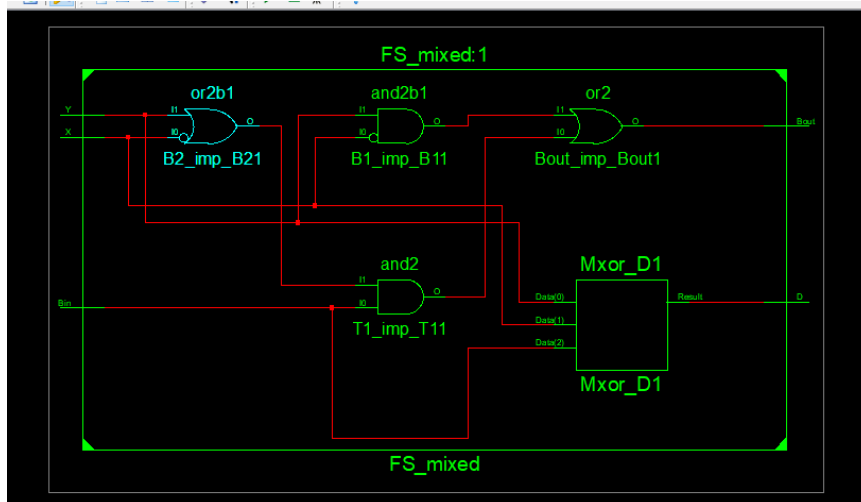 FS_mixed:1
or2b1
and2b1
or2
Y
I1
I1
I1
Bout
X
I0
O
I0
O
I0
O
B2_imp_B21
B1_imp_B11
Bout_imp_Bout1
and2
Mxor_D1
I1
Bin
I0
O
Data(0)
Result
D
T1_imp_T11
Data(1)
Data(2)
Mxor_D1
FS_mixed